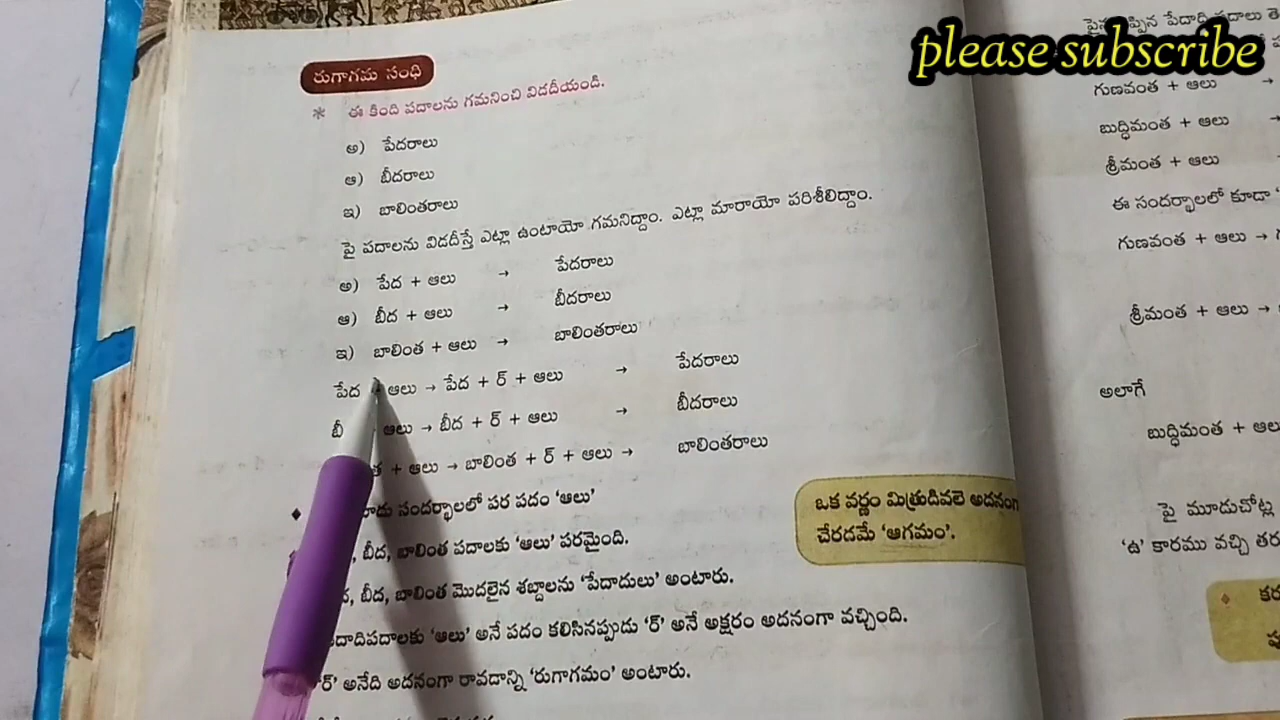 please subscribe
రుగాగమ సంధి
* ఈ కింది పదాలను గమనించి విడదీయండి.
అ) పేదరాలు
ఆ) బీదరాలు
ఇ) బాలింతరాలు
పై పదాలను విడదీస్తే ఎట్లా ఉంటాయో గమనిద్దాం. ఎట్లా మారాయో పరిశీలిద్దాం.
అ) పేద + ఆలు → పేదరాలు
ఆ) బీద + ఆలు → బీదరాలు
ఇ) బాలింత + ఆలు → బాలింతరాలు
పేద + ఆలు → పేద + ర్ + ఆలు → పేదరాలు
బీ ఆలు → బీద + ర్ + ఆలు → బీదరాలు
త + ఆలు → బాలింత + ర్ + ఆలు → బాలింతరాలు
సందర్భాలలో పర పదం ‘ఆలు’
బీద, బాలింత పదాలకు ‘ఆలు’ పరమైంది.
బీద, బాలింత మొదలైన శబ్దాలను ‘పేదాదులు’ అంటారు.
‘ఆలు’ అనే పదం కలిసినప్పుడు ‘ర్’ అనే అక్షరం అదనంగా వచ్చింది.
‘ర్’ అనేది అదనంగా రావడాన్ని ‘రుగాగమం’ అంటారు.
ఒక వర్ణం మిత్రుడివలె అదనంగ
చేరడమే ‘ఆగమం’.
పేదాది పదాలు
గుణవంత + ఆలు →
బుద్ధిమంత + ఆలు →
శ్రీమంత + ఆలు →
ఈ సందర్భాలలో కూడా
గుణవంత + ఆలు →
శ్రీమంత + ఆలు →
అలాగే
బుద్ధిమంత + ఆల
పై మూడుచోట్ల
‘ఉ’ కారము వచ్చి తర